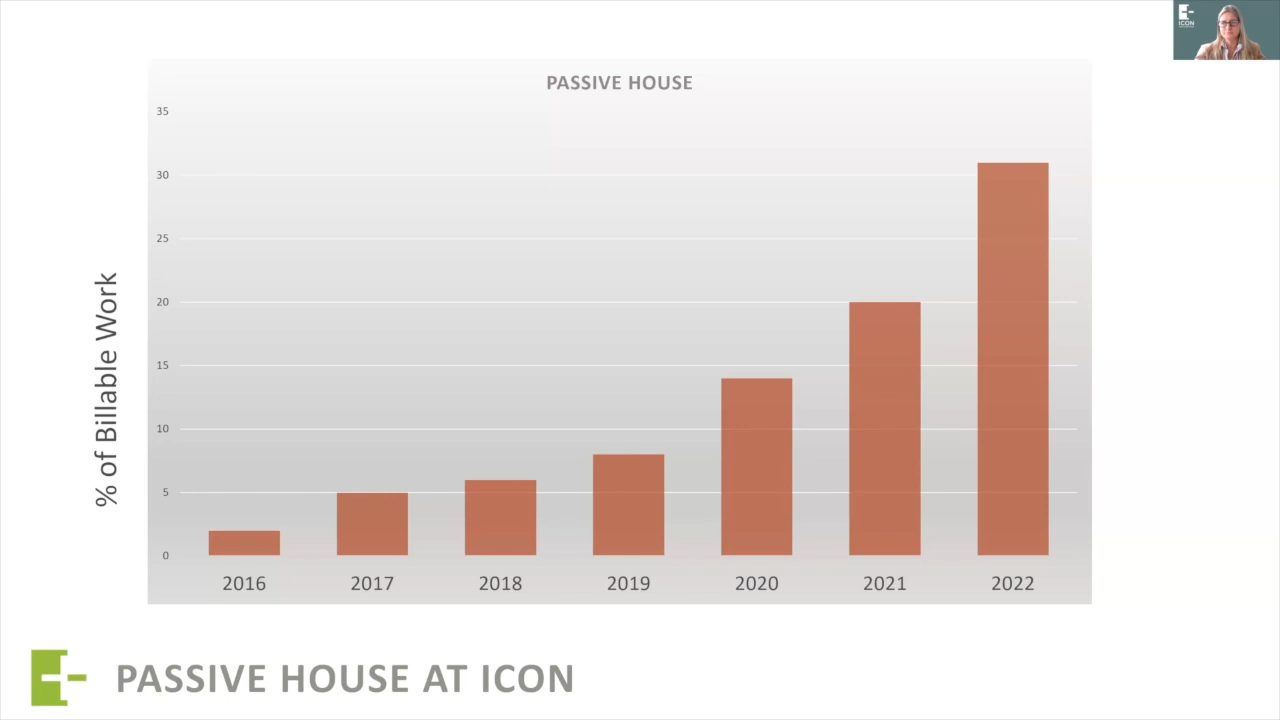 ICON
PASSIVE HOUSE
35
30
25
20
15
10
5
0
% of Billable Work
2016 2017 2018 2019 2020 2021 2022
PASSIVE HOUSE AT ICON